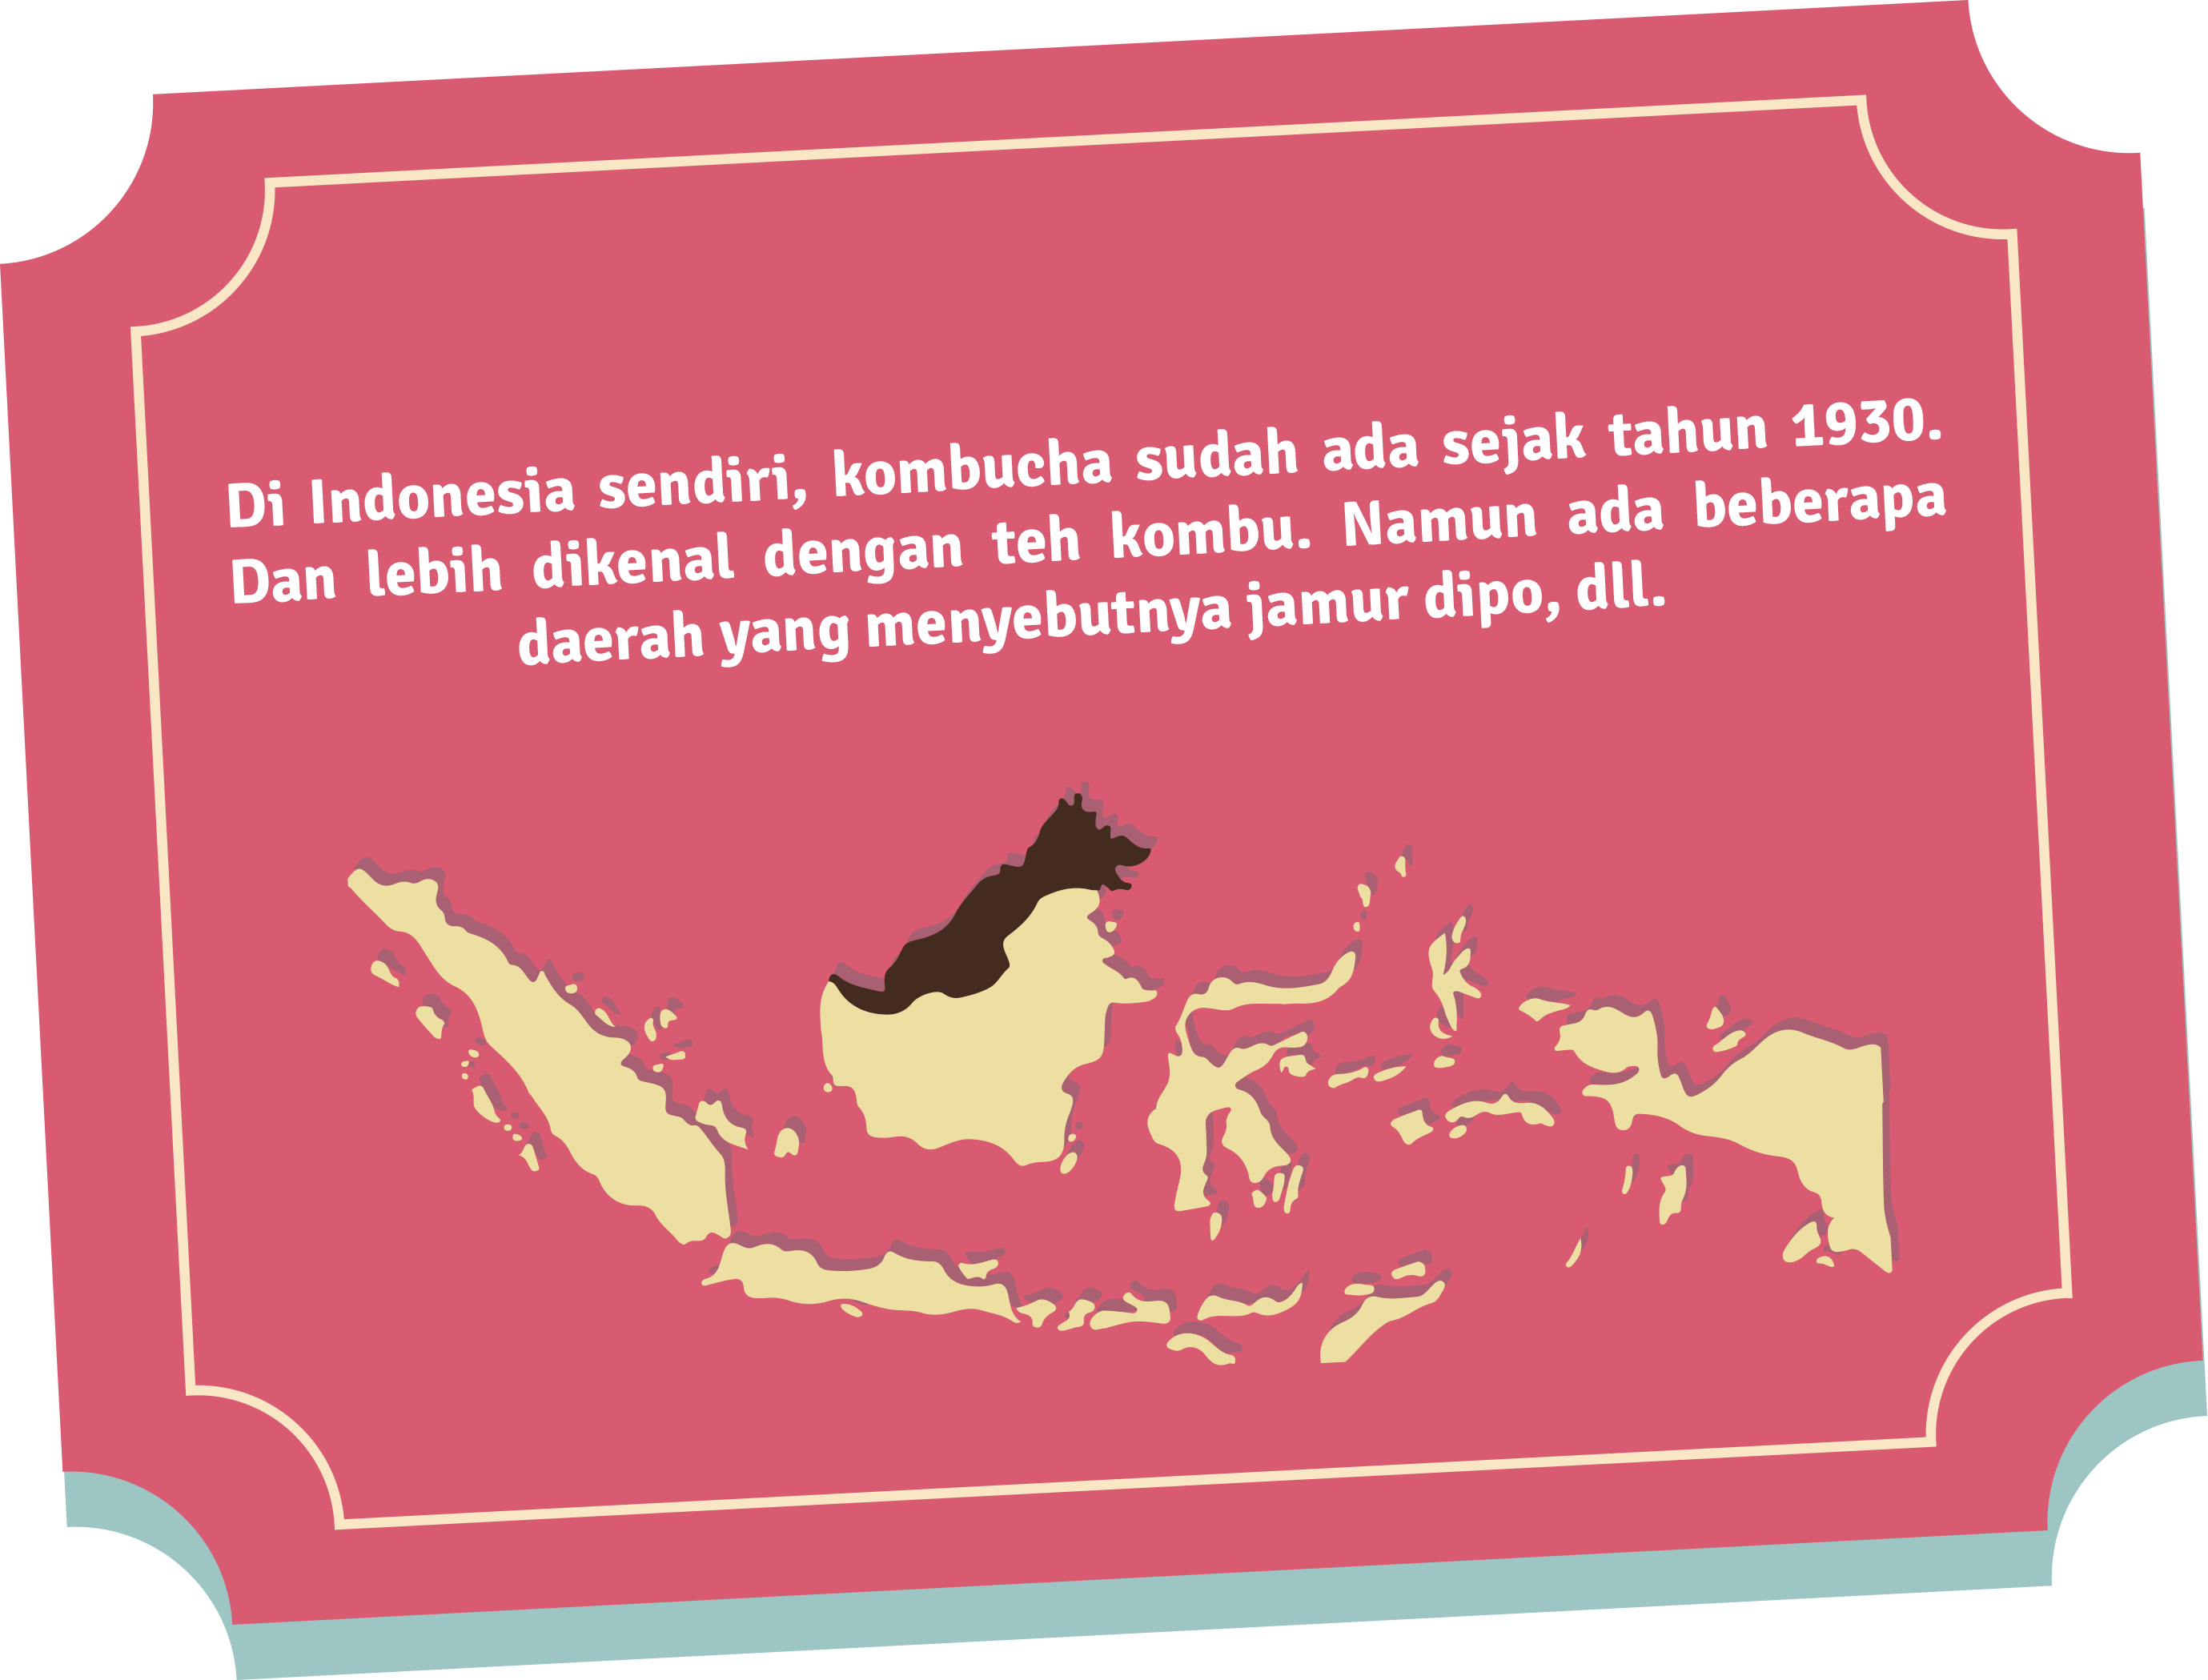 Di Indonesia sendiri, kombucha sudah ada sejak tahun 1930.
Dan lebih dikenal dengan teh kombu. Namun ada beberapa
daerah yang menyebutnya jamur dipo, dll.